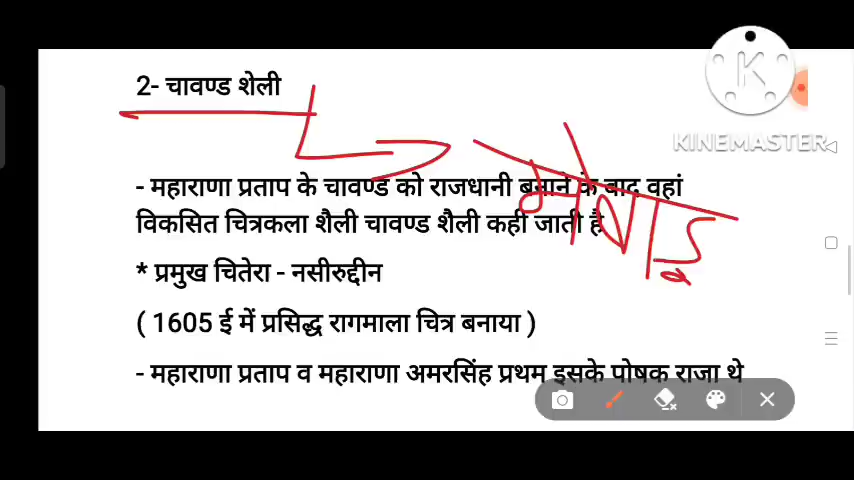 2- चावण्ड शेली
KINEMASTER
मेवाड़
- महाराणा प्रताप के चावण्ड को राजधानी बनाने के बाद वहां
विकसित चित्रकला शैली चावण्ड शैली कही जाती है
* प्रमुख चितेरा - नसीरुद्दीन
( 1605 ई में प्रसिद्ध रागमाला चित्र बनाया )
- महाराणा प्रताप व महाराणा अमरसिंह प्रथम इसके पोषक राजा थे